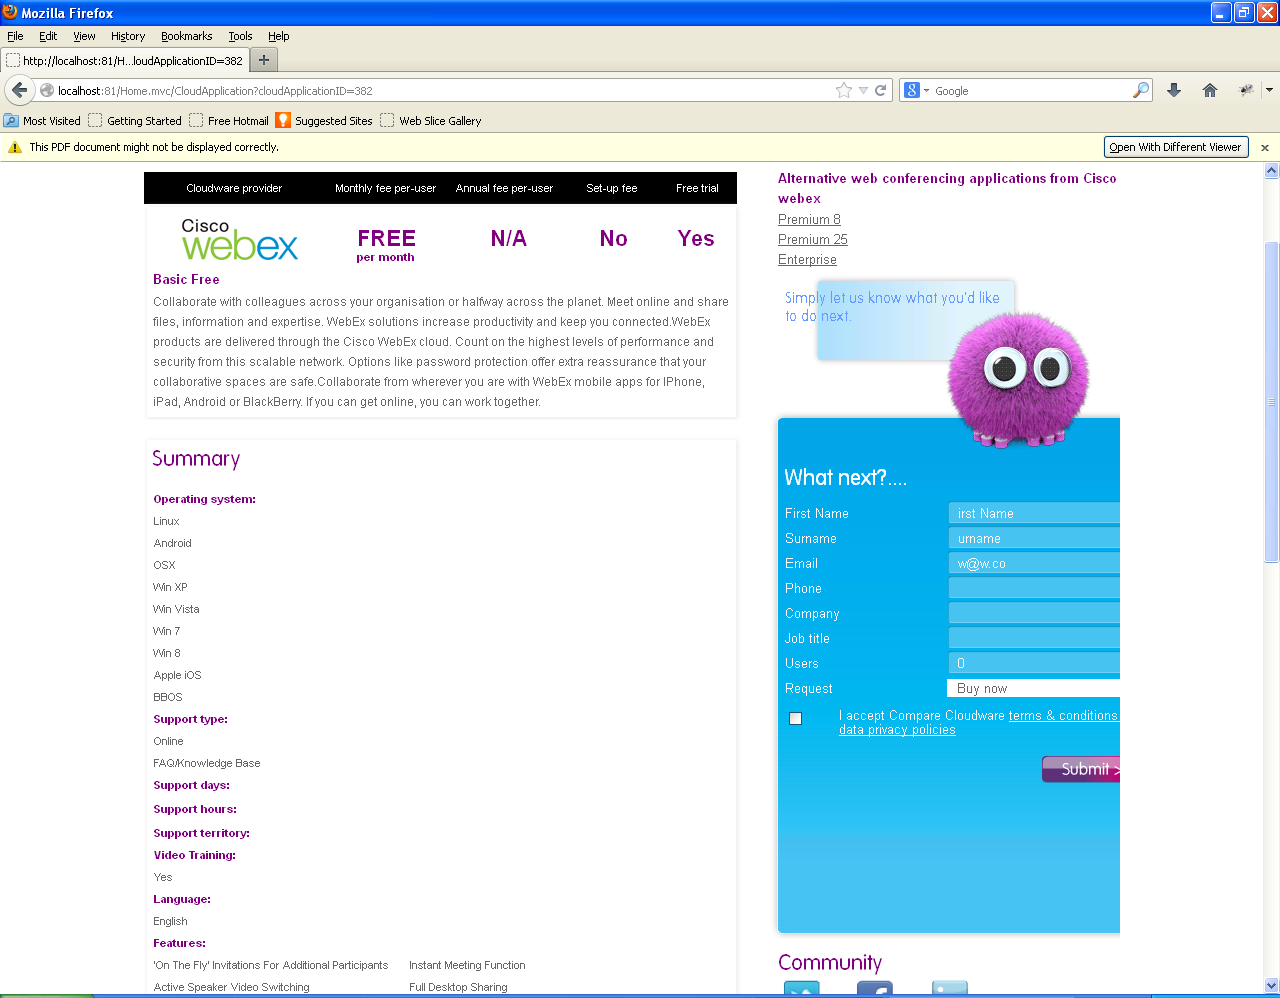 Mozilla Firefox
File Edit View History Bookmarks Tools Help
http://localhost:81/H...loudApplicationID=382
localhost:81/Home.mvc/CloudApplication?cloudApplicationID=382
Google
Most Visited Getting Started Free Hotmail Suggested Sites Web Slice Gallery
This PDF document might not be displayed correctly.
Open With Different Viewer
Cloudware provider Monthly fee per-user Annual fee per-user Set-up fee Free trial
Cisco
webex
FREE N/A No Yes
per month
Basic Free
Collaborate with colleagues across your organisation or halfway across the planet. Meet online and share
files, information and expertise. WebEx solutions increase productivity and keep you connected.WebEx
products are delivered through the Cisco WebEx cloud. Count on the highest levels of performance and
security from this scalable network. Options like password protection offer extra reassurance that your
collaborative spaces are safe.Collaborate from wherever you are with WebEx mobile apps for IPhone,
iPad, Android or BlackBerry. If you can get online, you can work together.
Summary
Operating system:
Linux
Android
OSX
Win XP
Win Vista
Win 7
Win 8
Apple iOS
BBOS
Support type:
Online
FAQ/Knowledge Base
Support days:
Support hours:
Support territory:
Video Training:
Yes
Language:
English
Features:
'On The Fly' Invitations For Additional Participants Instant Meeting Function
Active Speaker Video Switching Full Desktop Sharing
Alternative web conferencing applications from Cisco
webex
Premium 8
Premium 25
Enterprise
Simply let us know what you'd like
to do next.
What next?....
First Name irst Name
Surname urname
Email w@w.co
Phone
Company
Job title
Users 0
Request Buy now
I accept Compare Cloudware terms & conditions
data privacy policies
Submit >
Community